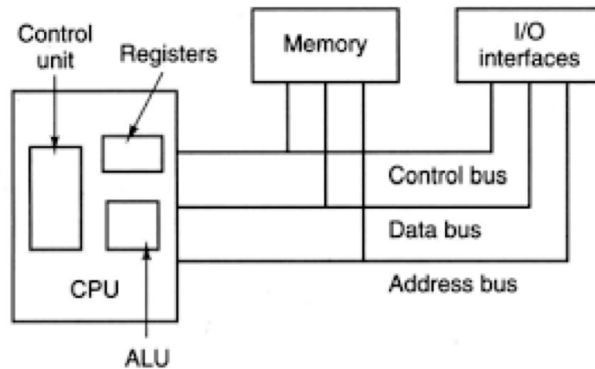 Control
unit
Registers
Memory
I/O
interfaces
Control bus
Data bus
Address bus
CPU
ALU